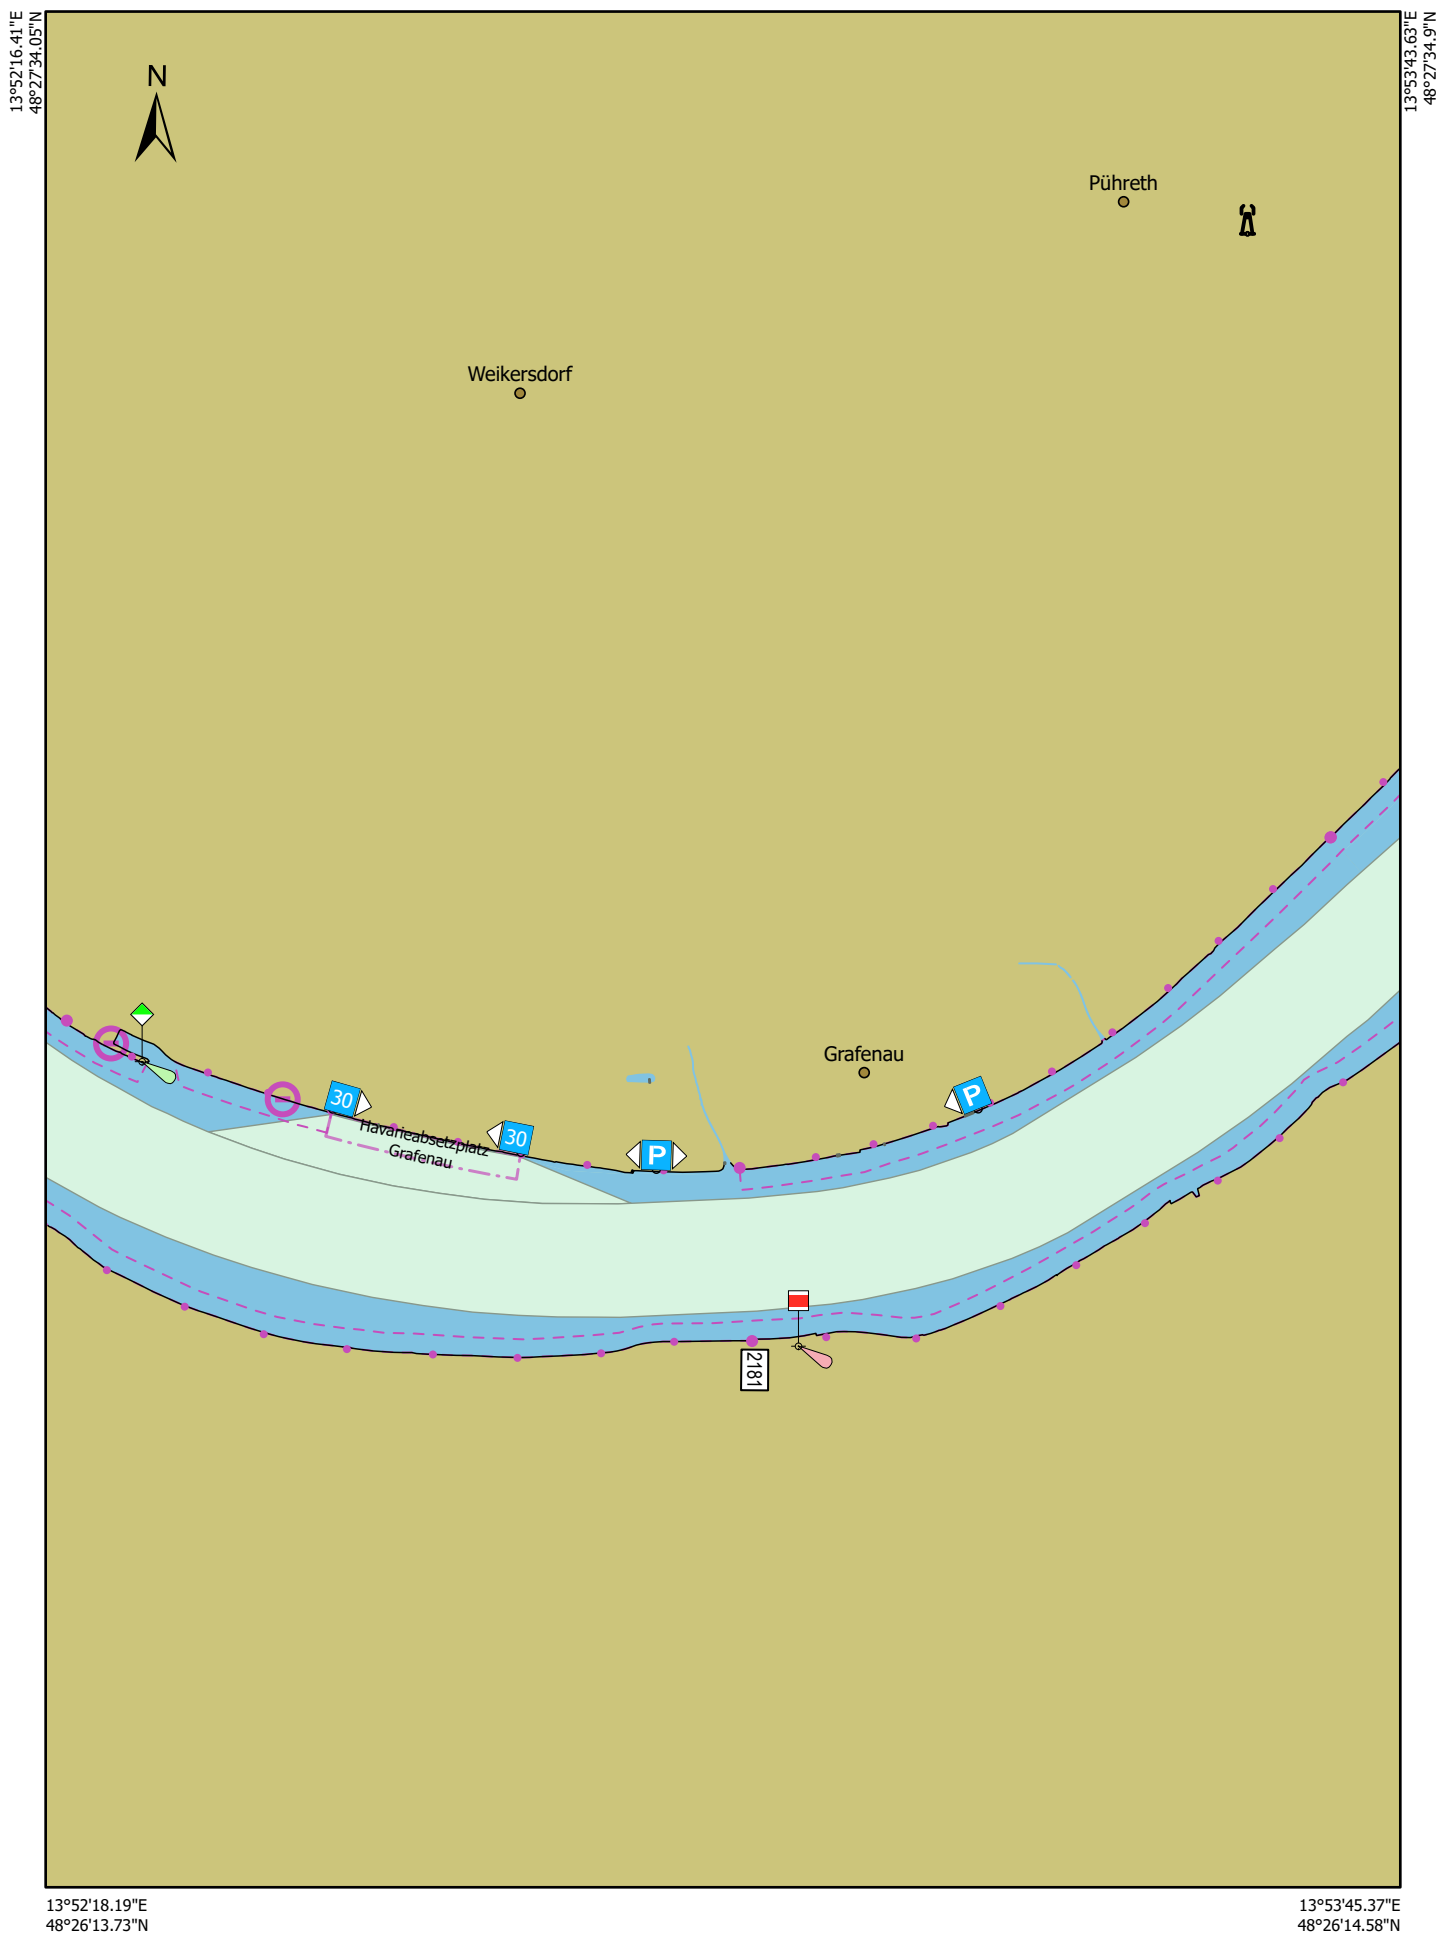 13°52'16.41"E
48°27'34.05"N
13°53'43.63"E
48°27'34.9"N
N
Pühreth
Weikersdorf
Grafenau
30
Havarieabsetzplatz
Grafenau
30
P
P
2181
13°52'18.19"E
48°26'13.73"N
13°53'45.37"E
48°26'14.58"N